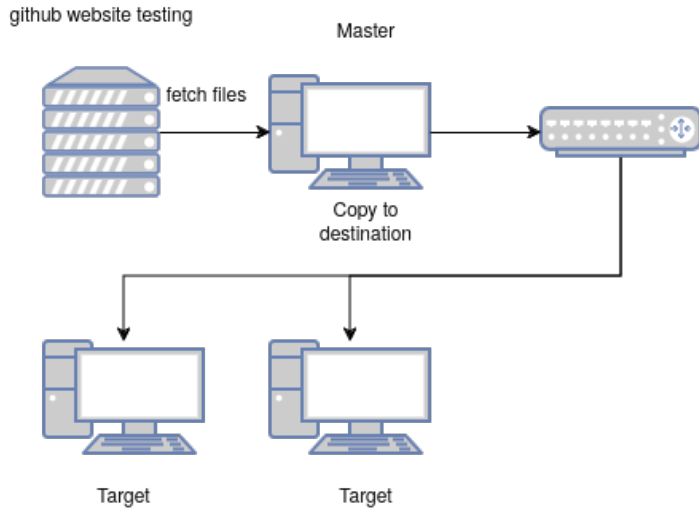 github website testing
Master
fetch files
Copy to
destination
Target
Target